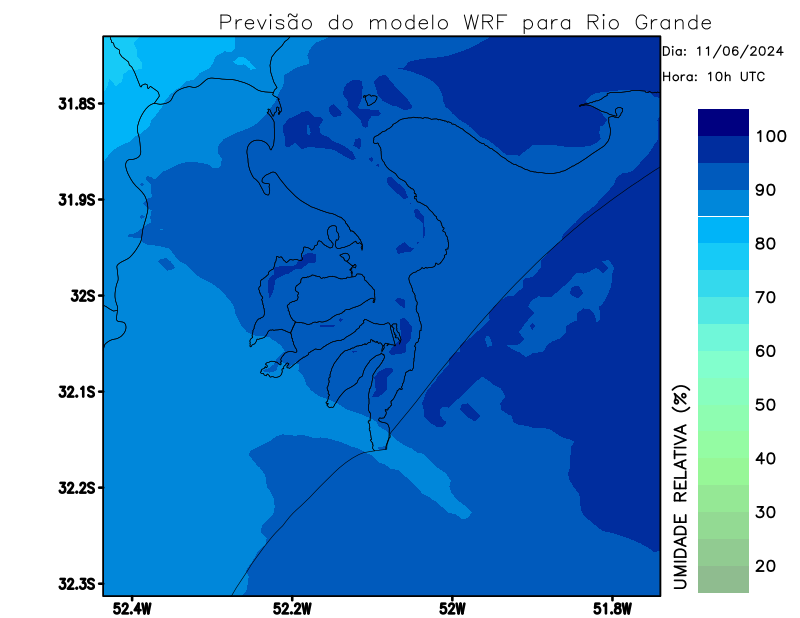 Previsão do modelo WRF para Rio Grande
Dia: 11/06/2024
Hora: 10h UTC
31.8S
31.9S
32S
32.1S
32.2S
32.3S
52.4W
52.2W
52W
51.8W
100
90
80
70
60
50
40
30
20
UMIDADE RELATIVA (%)